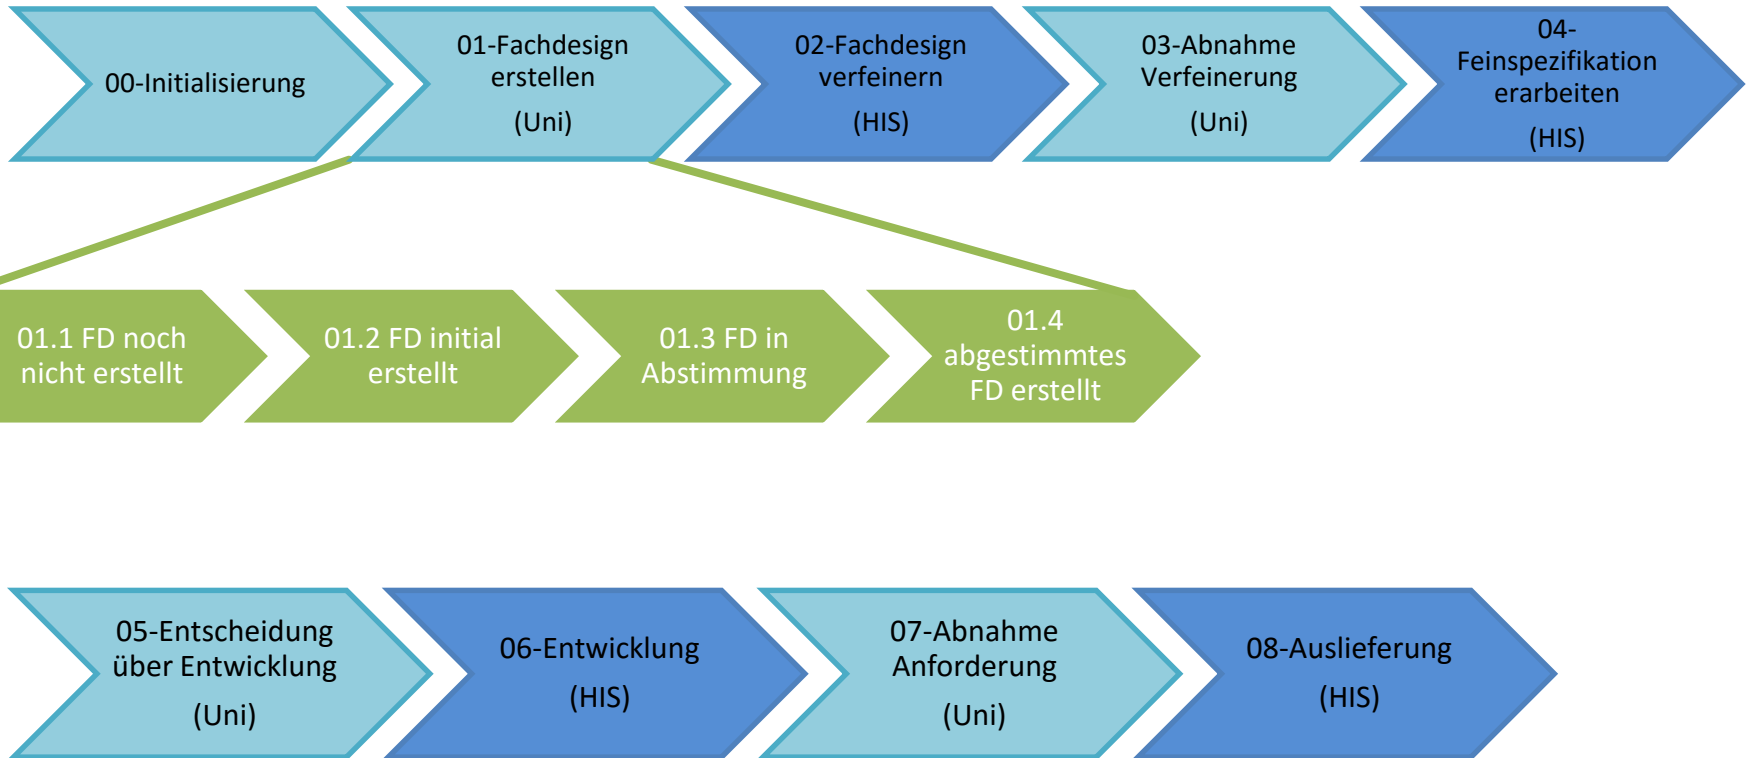 00-Initialisierung
01-Fachdesign
erstellen
(Uni)
02-Fachdesign
verfeinern
(HIS)
03-Abnahme
Verfeinerung
(Uni)
04-
Feinspezifikation
erarbeiten
(HIS)
01.1 FD noch
nicht erstellt
01.2 FD initial
erstellt
01.3 FD in
Abstimmung
01.4
abgestimmtes
FD erstellt
05-Entscheidung
über Entwicklung
(Uni)
06-Entwicklung
(HIS)
07-Abnahme
Anforderung
(Uni)
08-Auslieferung
(HIS)